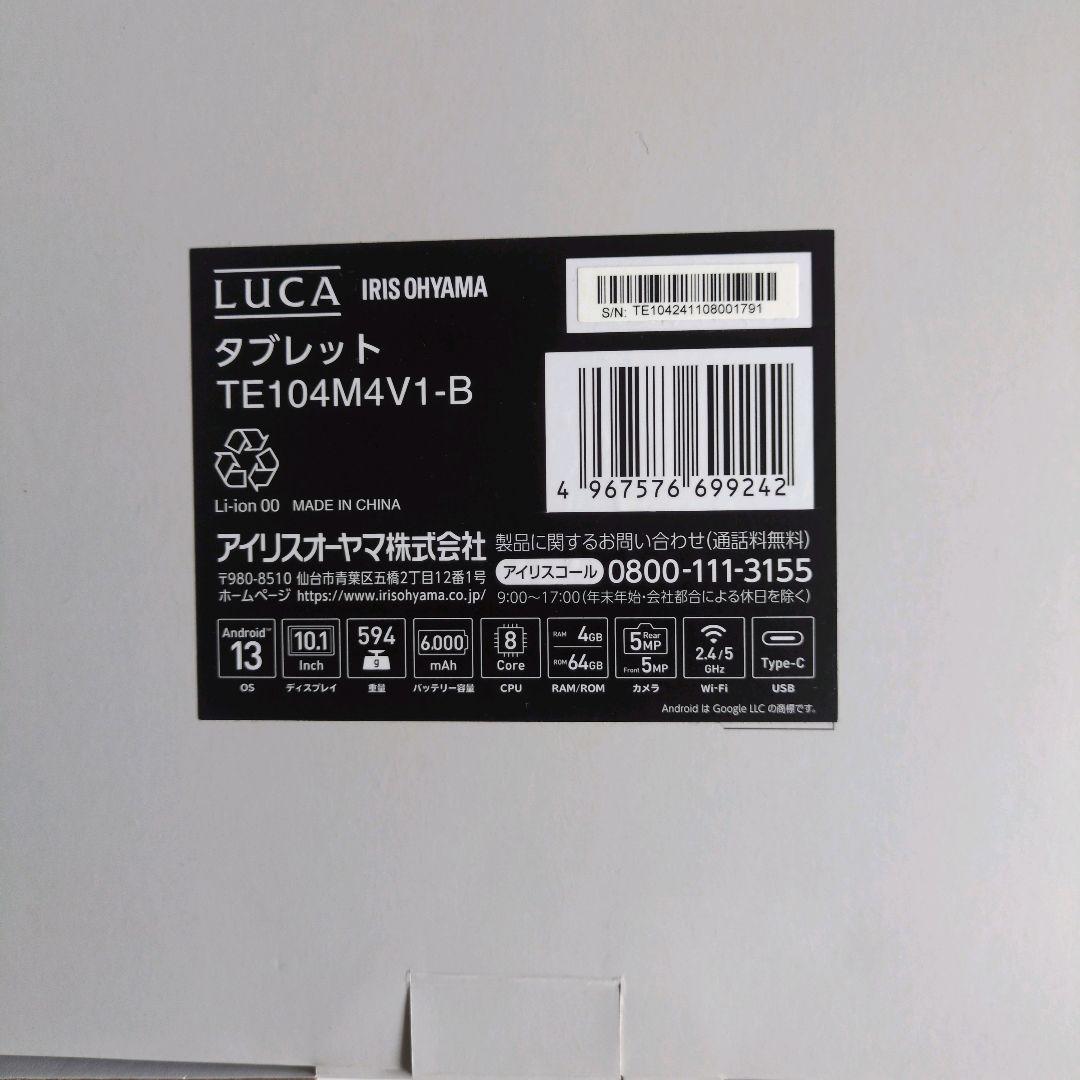 LUCA IRIS OHYAMA
S/N: TE104241108001791
タブレット
TE104M4V1-B
4 967576 699242
Li-ion 00 MADE IN CHINA
アイリスオーヤマ株式会社
〒980-8510 仙台市青葉区五橋2丁目12番1号
ホームページ https://www.irisohyama.co.jp/
製品に関するお問い合わせ(通話料無料)
アイリスコール 0800-111-3155
9:00～17:00(年末年始・会社都合による休日を除く)
Android™ 13 OS
10.1 Inch ディスプレイ
594 g 重量
6.000 mAh バッテリー容量
8 Core CPU
RAM 4GB ROM 64GB RAM/ROM
5 Rear MP Front 5MP カメラ
2.4/5 GHz Wi-Fi
Type-C USB
Android は Google LLC の商標です。